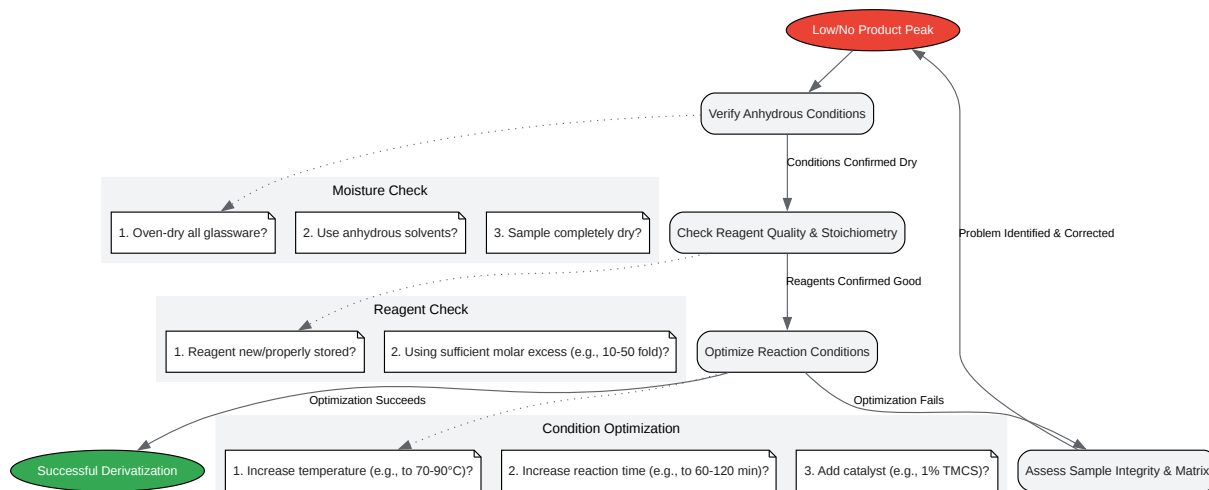 Low/No Product Peak
Verify Anhydrous Conditions
Conditions Confirmed Dry
Moisture Check
1. Oven-dry all glassware?
2. Use anhydrous solvents?
3. Sample completely dry?
Check Reagent Quality & Stoichiometry
Problem Identified & Corrected
Reagents Confirmed Good
Reagent Check
1. Reagent new/properly stored?
2. Using sufficient molar excess (e.g., 10-50 fold)?
Optimize Reaction Conditions
Optimization Succeeds
Optimization Fails
Condition Optimization
Successful Derivatization
1. Increase temperature (e.g., to 70-90°C)?
2. Increase reaction time (e.g., to 60-120 min)?
3. Add catalyst (e.g., 1% TMCS)?
Assess Sample Integrity & Matrix